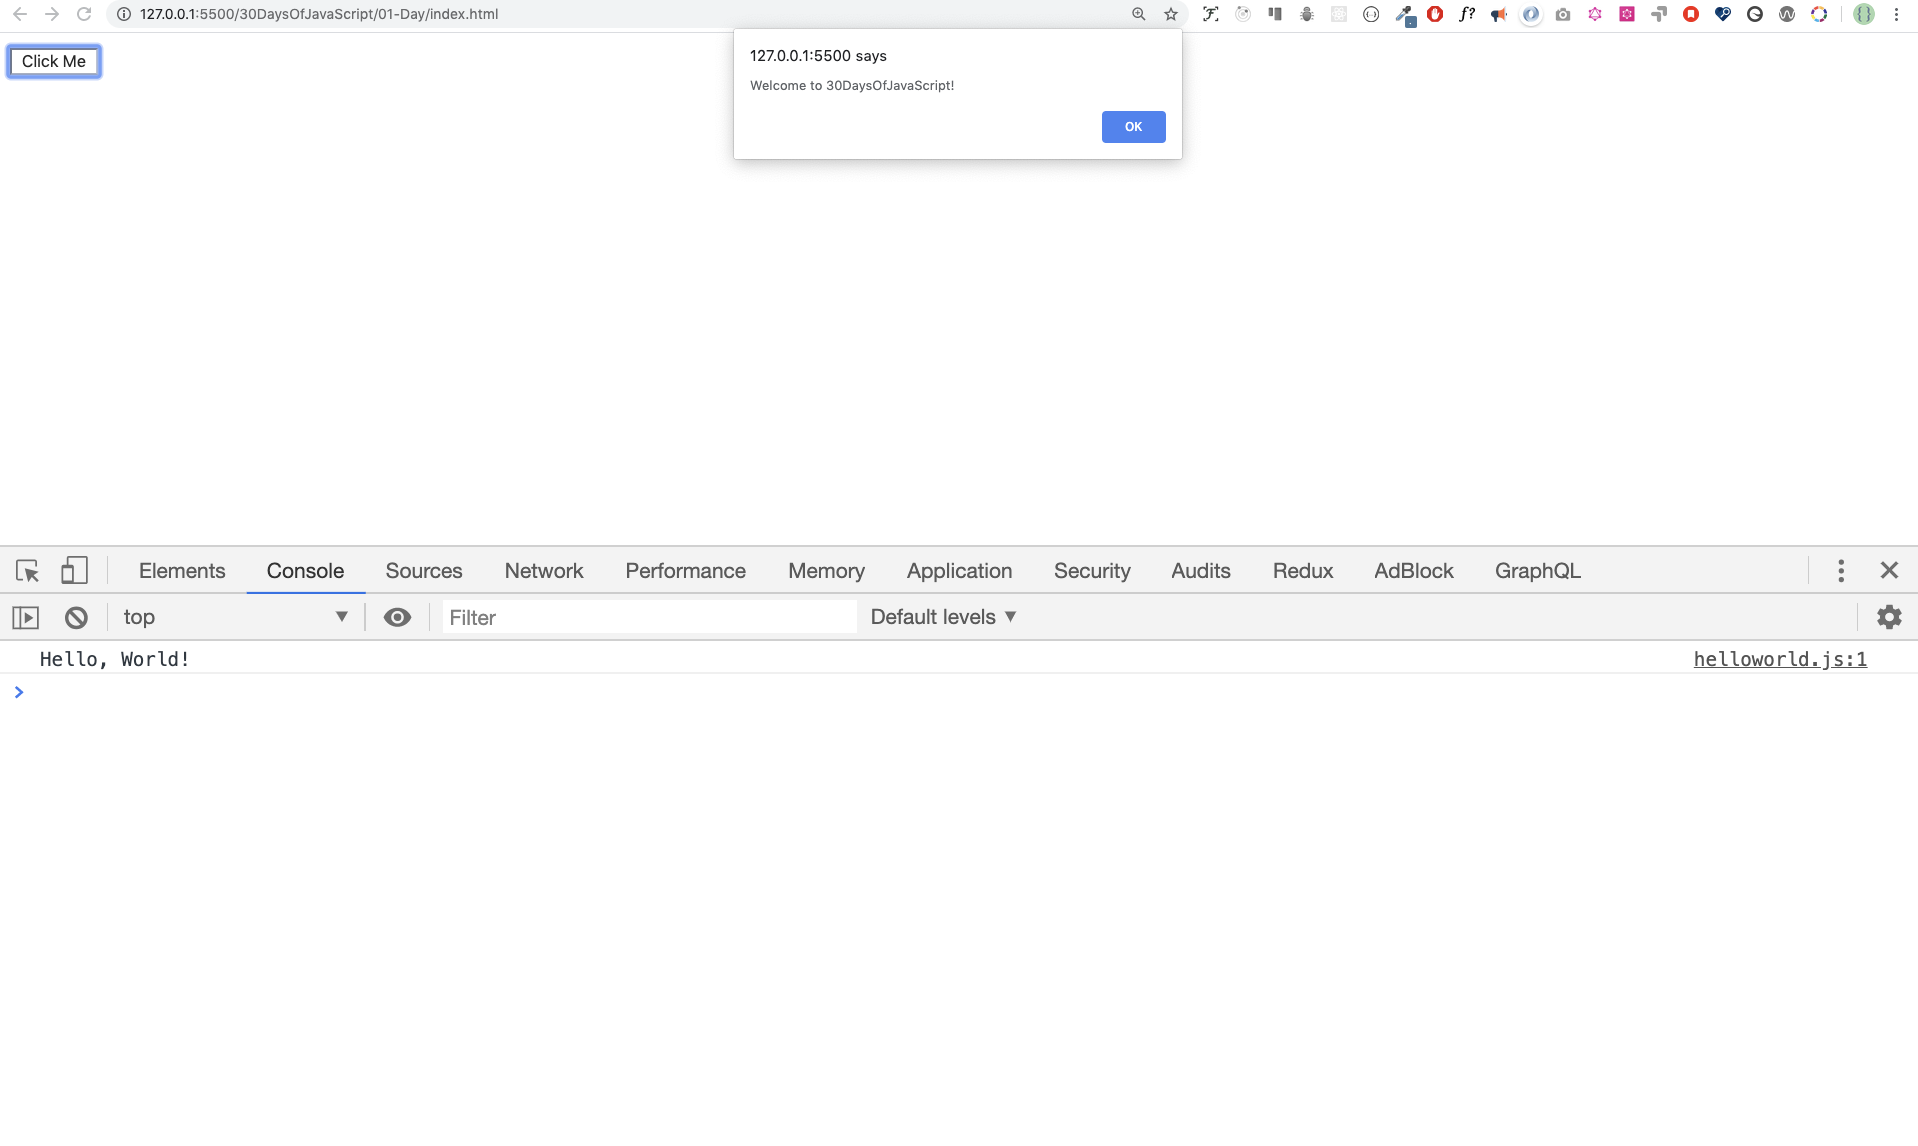 127.0.0.1:5500/30DaysOfJavaScript/01-Day/index.html
f?
Click Me
127.0.0.1:5500 says
Welcome to 30DaysOfJavaScript!
OK
Elements Console Sources Network Performance Memory Application Security Audits Redux AdBlock GraphQL
top ▼ Filter Default levels ▼
Hello, World! helloworld.js:1
>